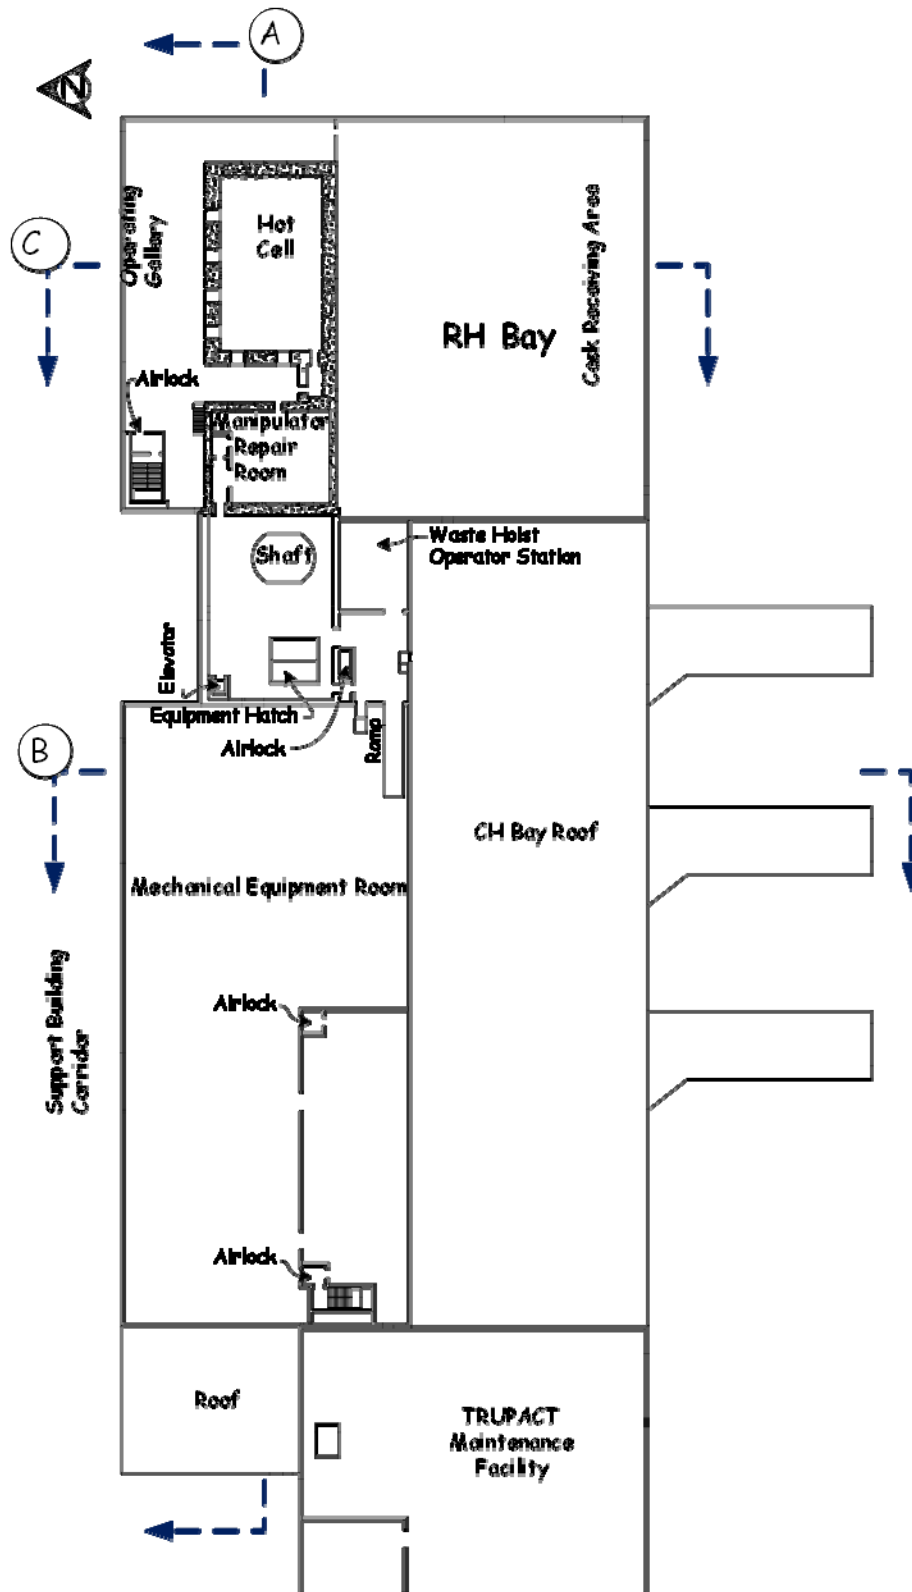 A
N
C
Operating
Gallery
Hot
Cell
RH Bay
Cask Receiving Area
Airlock
Manipulator
Repair
Room
Shaft
Waste Hoist
Operator Station
Elevator
Equipment Hatch
Airlock
Ramp
B
CH Bay Roof
Mechanical Equipment Room
Support Building
Corridor
Airlock
Airlock
Roof
TRUPACT
Maintenance
Facility